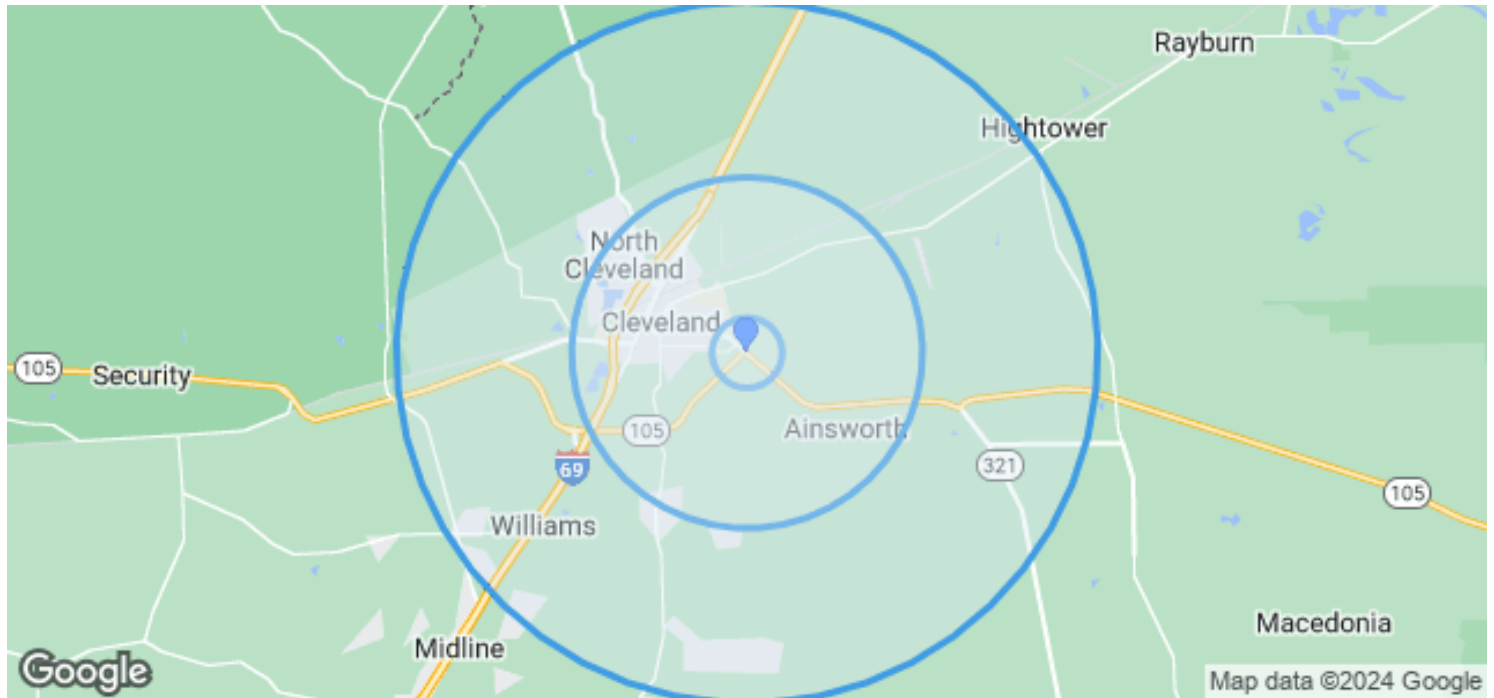 Rayburn
Hightower
North
Cleveland
Cleveland
105
Security
Ainsworth
105
321
69
105
Williams
Macedonia
Midline
Google
Map data ©2024 Google